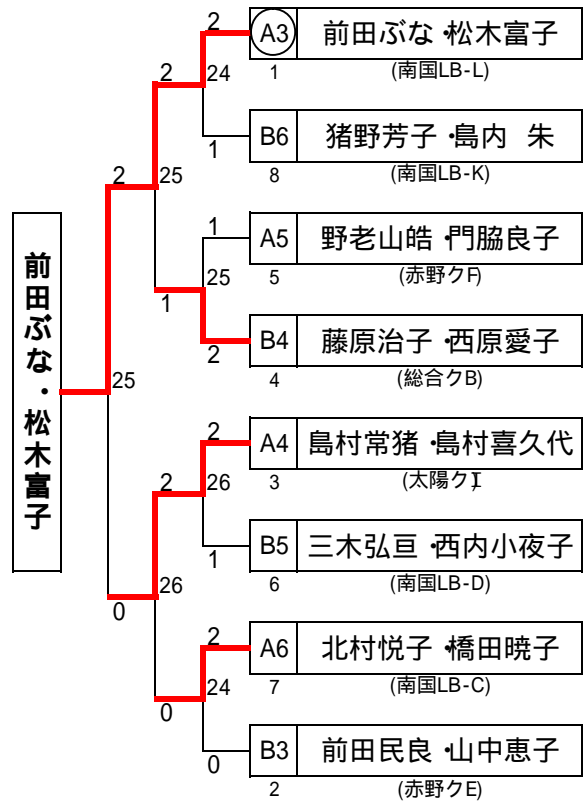 2
A3 前田ぶな・松木富子
2 24 1 (南国LB-L)
1 B6 猪野芳子・島内 朱
2 25 8 (南国LB-K)
1 A5 野老山皓・門脇良子
25 5 (赤野クF)
1 2 B4 藤原治子・西原愛子
4 (総合クB)
前田ぶな・松木富子
25
2 A4 島村常猪・島村喜久代
2 26 3 (太陽クI
1 B5 三木弘亘・西内小夜子
0 26 6 (南国LB-D)
2 A6 北村悦子・橋田暁子
24 7 (南国LB-C)
0 0 B3 前田民良・山中恵子
2 (赤野クE)